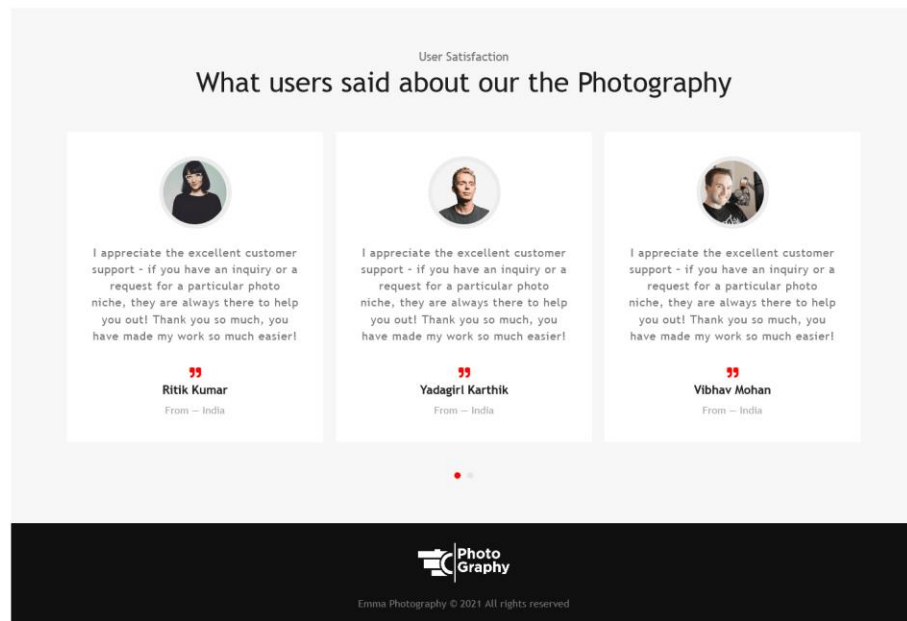 User Satisfaction
What users said about our the Photography
I appreciate the excellent customer
support - if you have an inquiry or a
request for a particular photo
niche, they are always there to help
you out! Thank you so much, you
have made my work so much easier!
Ritik Kumar
From — India
I appreciate the excellent customer
support - if you have an inquiry or a
request for a particular photo
niche, they are always there to help
you out! Thank you so much, you
have made my work so much easier!
Yadagiri Karthik
From — India
I appreciate the excellent customer
support - if you have an inquiry or a
request for a particular photo
niche, they are always there to help
you out! Thank you so much, you
have made my work so much easier!
Vibhav Mohan
From — India
Photo
Graphy
Emma Photography © 2021 All rights reserved